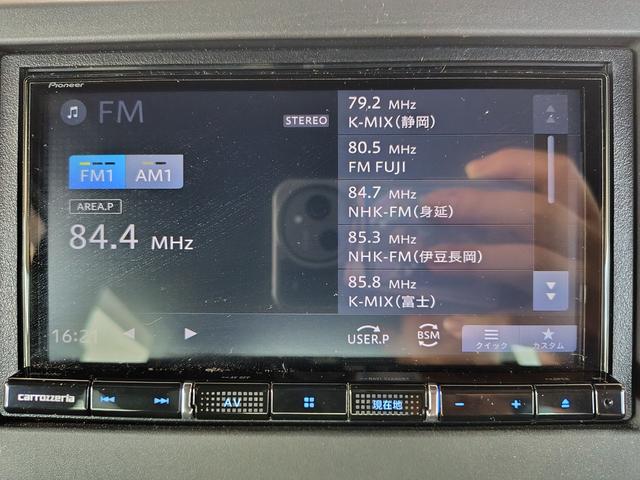 Pioneer
FM
STEREO
FM1 AM1
AREA.P
84.4 MHz
79.2 MHz
K-MIX(静岡)
80.5 MHz
FM FUJI
84.7 MHz
NHK-FM(身延)
85.3 MHz
NHK-FM(伊豆長岡)
85.8 MHz
K-MIX(富士)
16:21
USER.P
BSM
クイック
カスタム
carrozzeria
AV
現在地